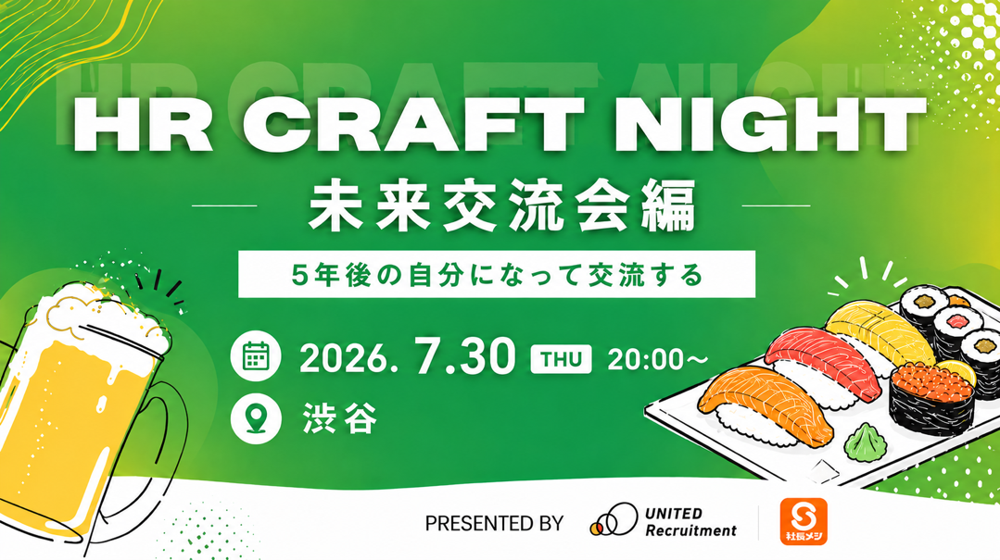 HR CRAFT NIGHT
未来交流会編
5年後の自分になって交流する
2026. 7.30 THU 20:00〜
渋谷
PRESENTED BY UNITED Recruitment 社長メシ